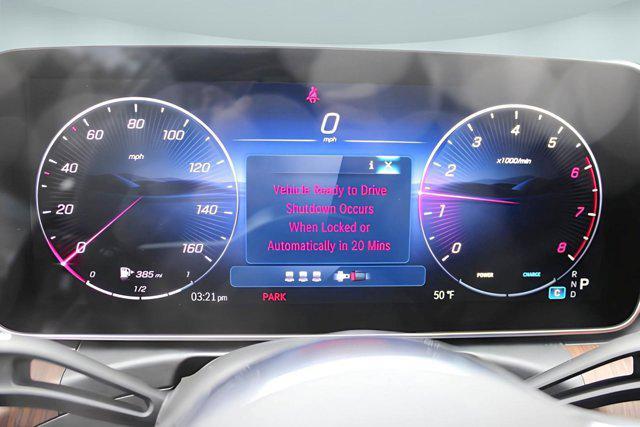 0
mph
i
Vehicle Ready to Drive
Shutdown Occurs
When Locked or
Automatically in 20 Mins
0
20
40
60
80
100
120
140
160
mph
0
385 mi
1
1/2
03:21 pm
PARK
50 °F
0
1
2
3
4
5
6
7
8
x1000/min
POWER
CHARGE
C
R
N
D
P